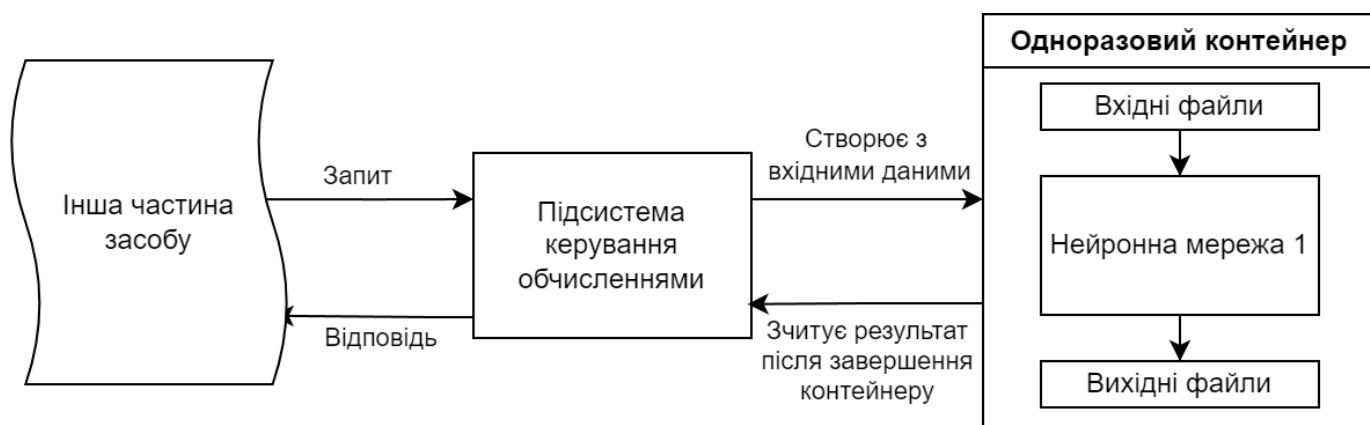 Інша частина
засобу
Запит
Відповідь
Підсистема
керування
обчисленнями
Створює з
вхідними даними
Зчитує результат
після завершення
контейнеру
Одноразовий контейнер
Вхідні файли
Нейронна мережа 1
Вихідні файли